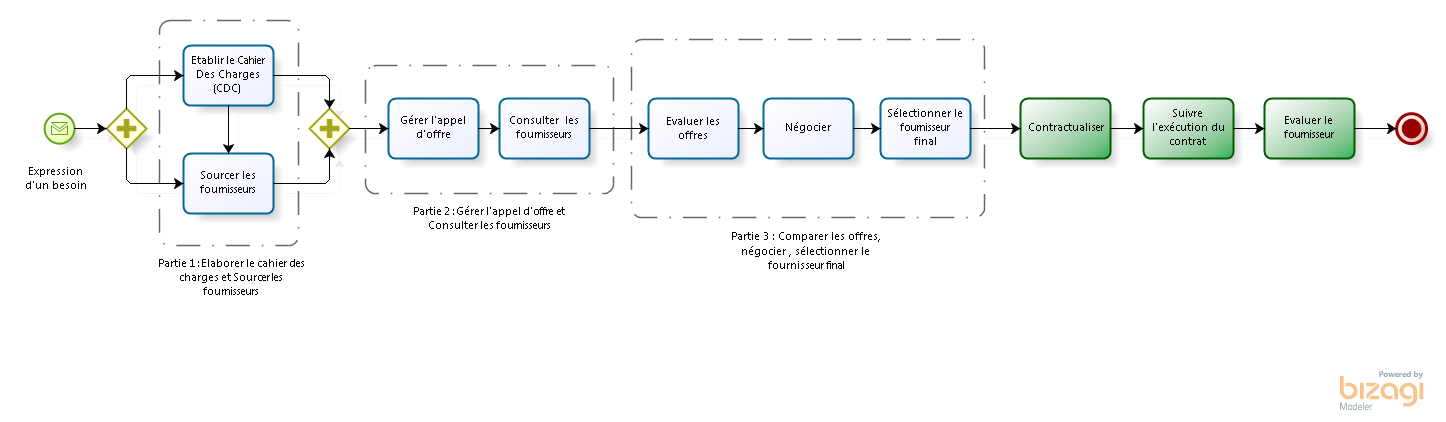 Expression
d'un besoin
Etablir le Cahier
Des Charges
(CDC)
Sourcer les
fournisseurs
Partie 1 : Elaborer le cahier des
charges et Sourcer les
fournisseurs
Gérer l'appel
d'offre
Consulter les
fournisseurs
Partie 2 : Gérer l'appel d'offre et
Consulter les fournisseurs
Evaluer les
offres
Négocier
Sélectionner le
fournisseur
final
Partie 3 : Comparer les offres,
négocier , sélectionner le
fournisseur final
Contractualiser
Suivre
l'exécution du
contrat
Evaluer le
fournisseur
Powered by
bizagi
Modeler